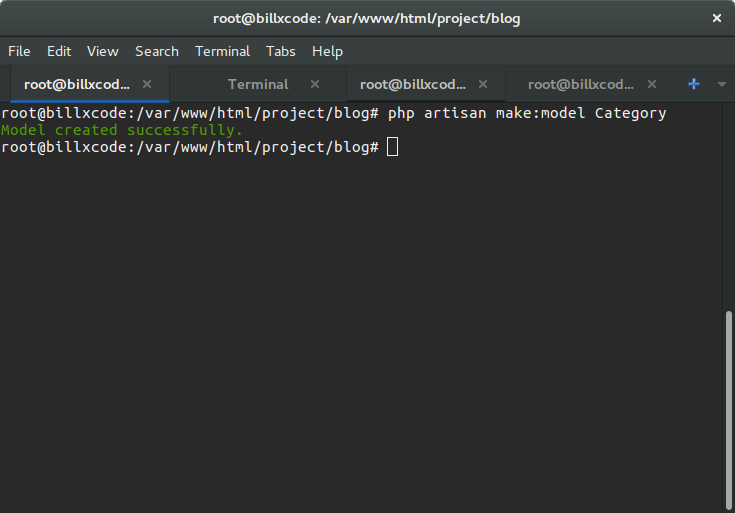 root@billxcode: /var/www/html/project/blog
File Edit View Search Terminal Tabs Help
root@billxcod... Terminal root@billxcod... root@billxcod...
root@billxcode:/var/www/html/project/blog# php artisan make:model Category
Model created successfully.
root@billxcode:/var/www/html/project/blog#